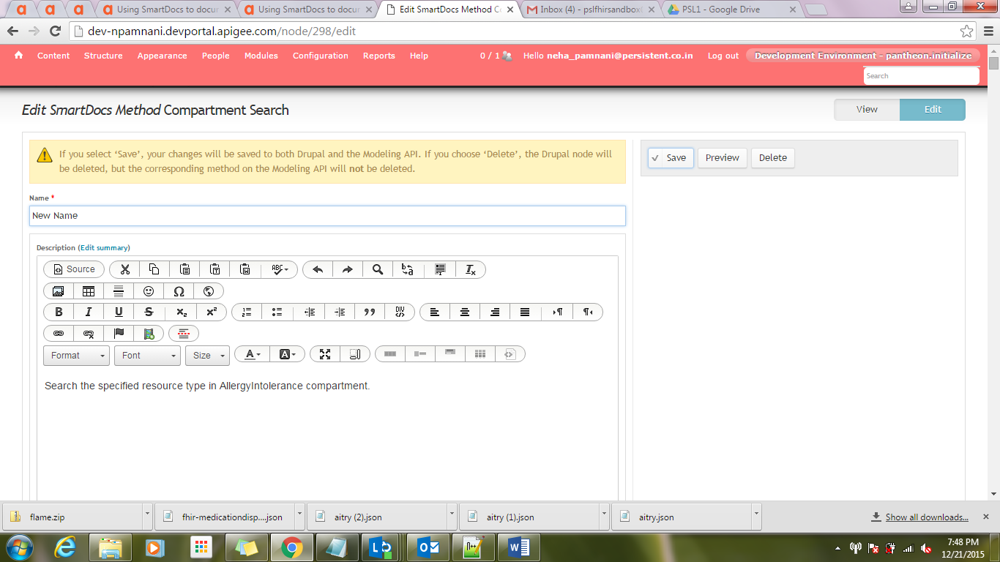 Using SmartDocs to docum
Using SmartDocs to docum
Edit SmartDocs Method Co
Inbox (4) - pslfhirsandbox
PSL1 - Google Drive
dev-npamnani.devportal.apigee.com/node/298/edit
Content Structure Appearance People Modules Configuration Reports Help 0 / 1 Hello neha_pamnani@persistent.co.in Log out Development Environment - pantheon.initialize
Search
Edit SmartDocs Method Compartment Search
View Edit
If you select ‘Save’, your changes will be saved to both Drupal and the Modeling API. If you choose ‘Delete’, the Drupal node will
be deleted, but the corresponding method on the Modeling API will not be deleted.
Save Preview Delete
Name *
New Name
Description (Edit summary)
Source
ABC
B I U S x₂ x²
DIV
Format Font Size A A
Search the specified resource type in AllergyIntolerance compartment.
flame.zip
fhir-medicationdisp....json
aitry (2).json
aitry (1).json
aitry.json
Show all downloads...
7:48 PM
12/21/2015